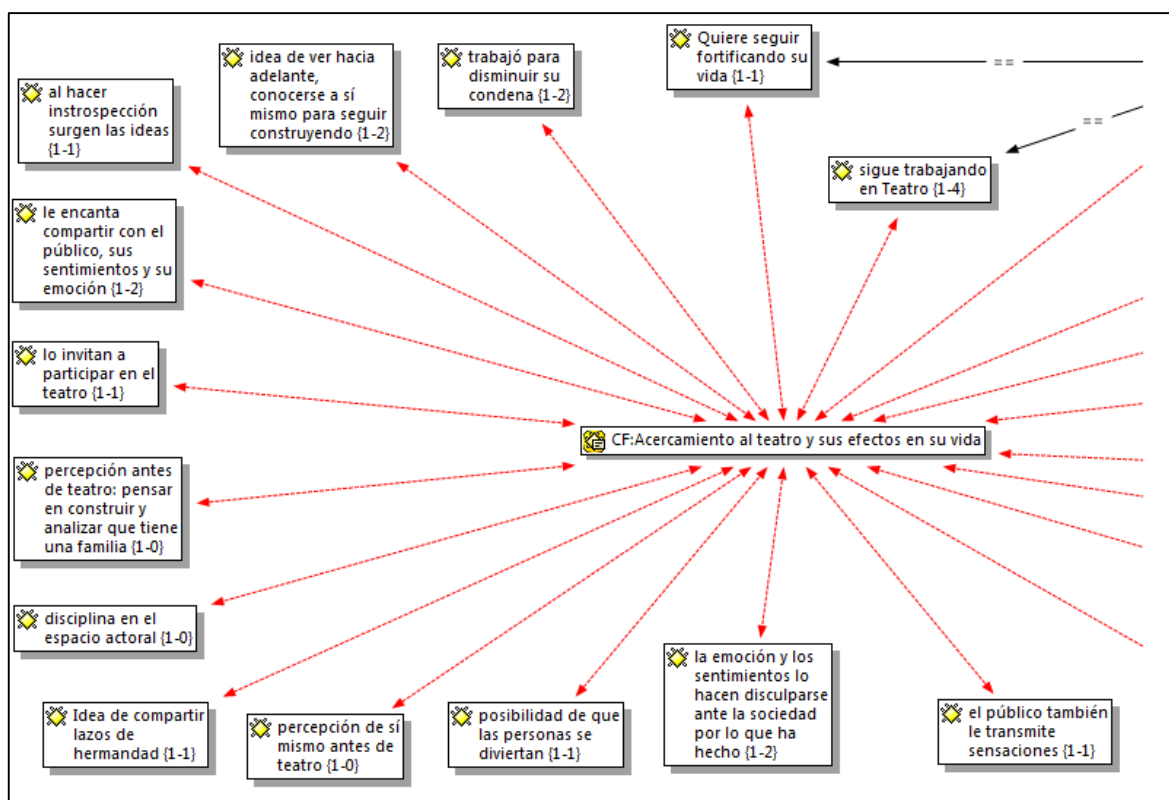 al hacer
instrospección
surgen las ideas
{1-1}
idea de ver hacia
adelante,
conocerse a sí
mismo para seguir
construyendo {1-2}
trabajó para
disminuir su
condena {1-2}
Quiere seguir
fortificando su
vida {1-1}
==
==
sigue trabajando
en Teatro {1-4}
le encanta
compartir con el
público, sus
sentimientos y su
emoción {1-2}
lo invitan a
participar en el
teatro {1-1}
CF:Acercamiento al teatro y sus efectos en su vida
percepción antes
de teatro: pensar
en construir y
analizar que tiene
una familia {1-0}
disciplina en el
espacio actoral {1-0}
Idea de compartir
lazos de
hermandad {1-1}
percepción de sí
mismo antes de
teatro {1-0}
posibilidad de que
las personas se
diviertan {1-1}
la emoción y los
sentimientos lo
hacen disculparse
ante la sociedad
por lo que ha
hecho {1-2}
el público también
le transmite
sensaciones {1-1}